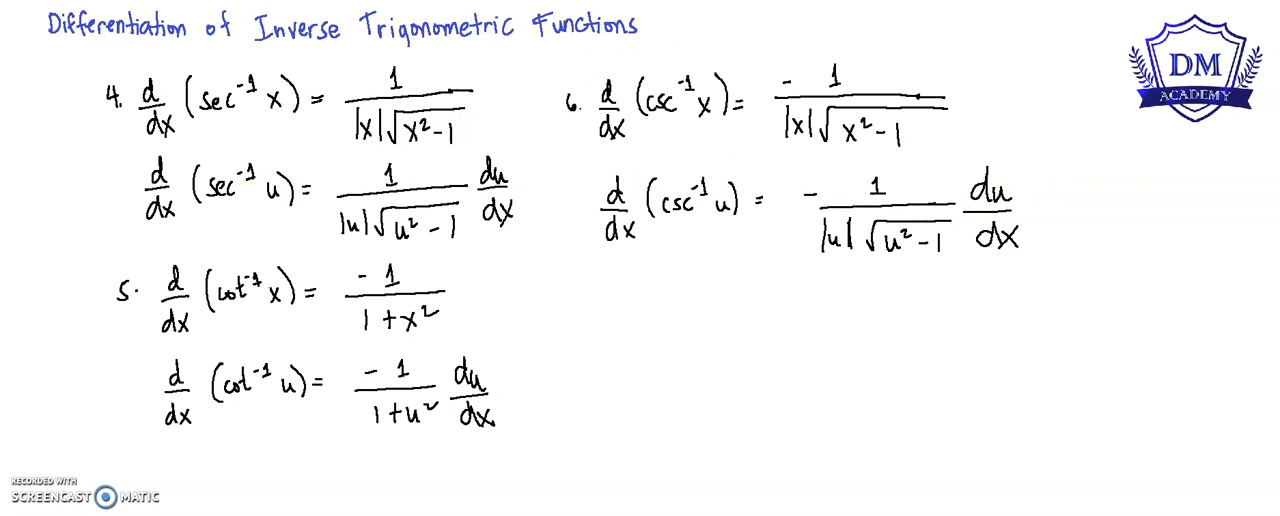 Differentiation of Inverse Trigonometric Functions
DM
ACADEMY
4. d/dx (sec⁻¹ x) = 1/(|x|√(x²-1))
d/dx (sec⁻¹ u) = 1/(|u|√(u²-1)) du/dx
5. d/dx (cot⁻¹ x) = -1/(1+x²)
d/dx (cot⁻¹ u) = -1/(1+u²) du/dx
6. d/dx (csc⁻¹ x) = -1/(|x|√(x²-1))
d/dx (csc⁻¹ u) = -1/(|u|√(u²-1)) du/dx
RECORDED WITH
SCREENCAST MATIC